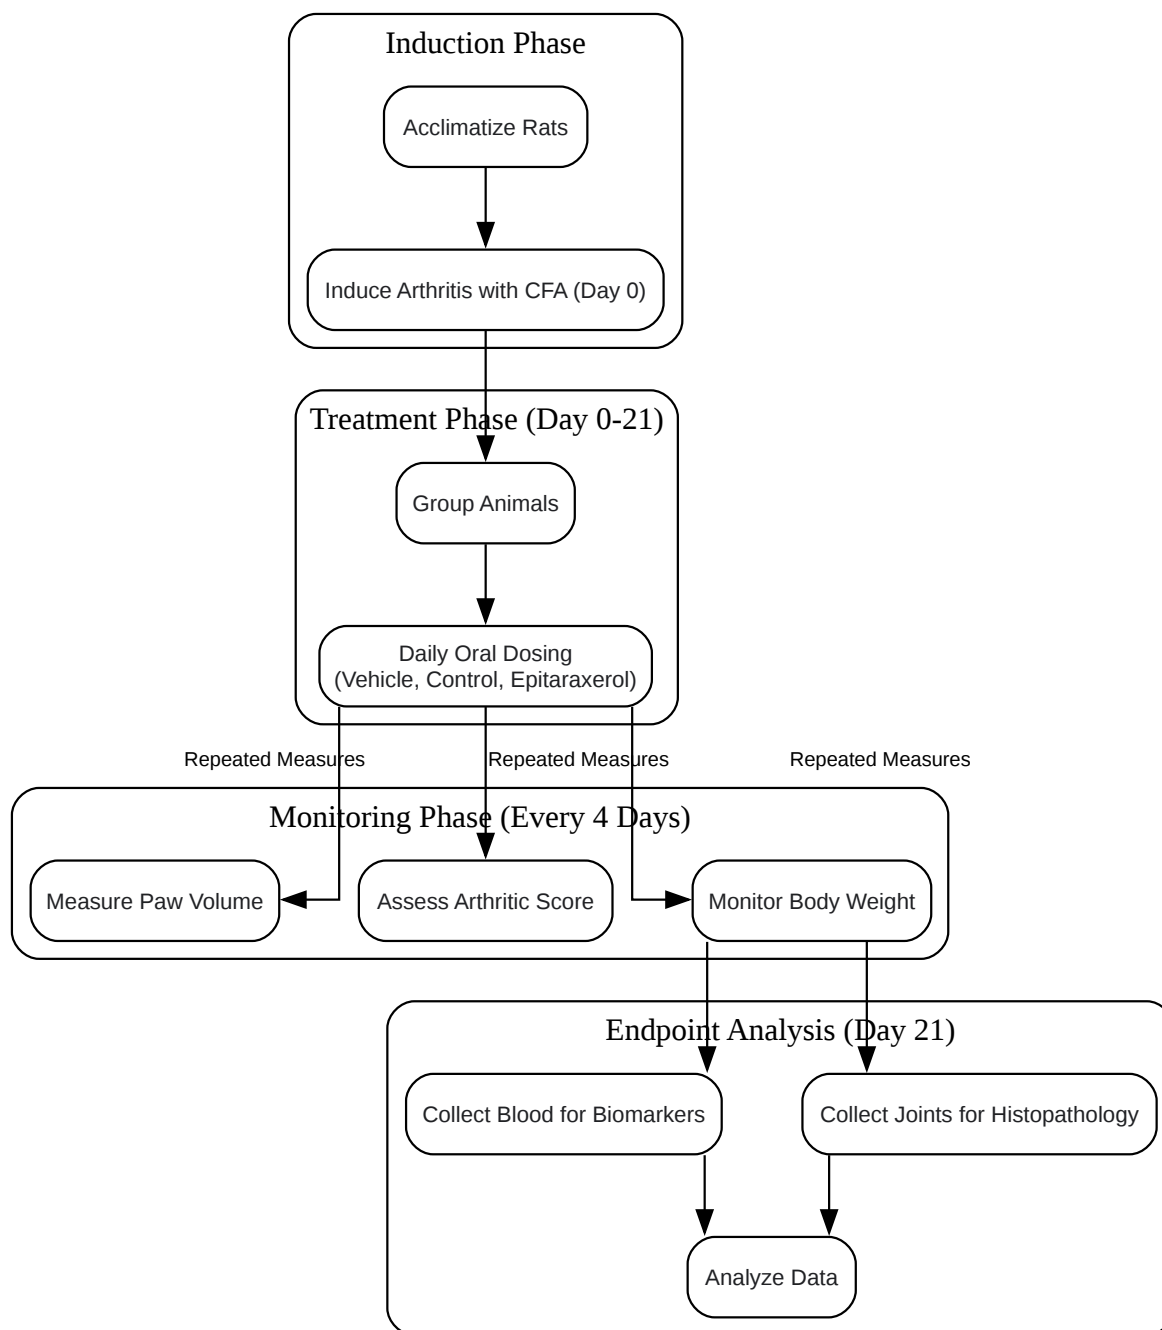 Induction Phase
Acclimatize Rats
Induce Arthritis with CFA (Day 0)
Treatment Phase (Day 0-21)
Group Animals
Daily Oral Dosing
(Vehicle, Control, Epitaraxerol)
Repeated Measures
Repeated Measures
Repeated Measures
Monitoring Phase (Every 4 Days)
Measure Paw Volume
Assess Arthritic Score
Monitor Body Weight
Endpoint Analysis (Day 21)
Collect Blood for Biomarkers
Collect Joints for Histopathology
Analyze Data